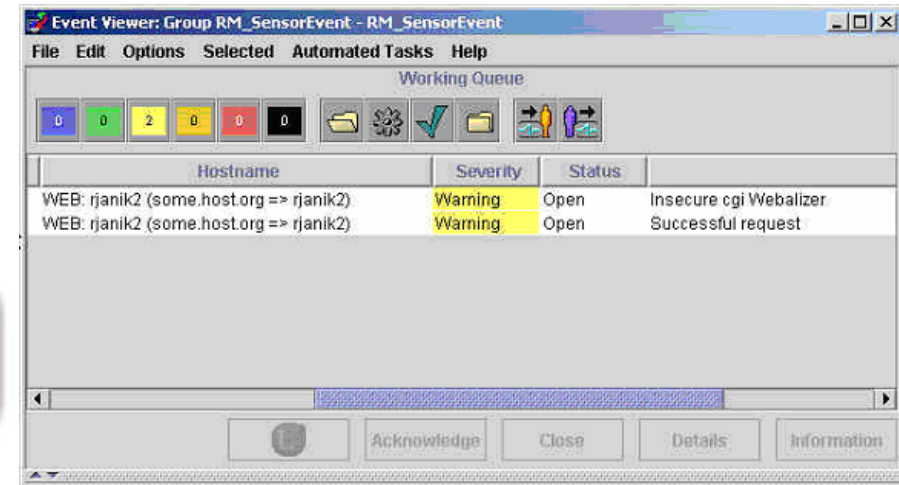 Event Viewer: Group RM_SensorEvent - RM_SensorEvent
File Edit Options Selected Automated Tasks Help
Working Queue
0 0 2 0 0 0
Hostname Severity Status
WEB: rjanik2 (some.host.org => rjanik2) Warning Open Insecure cgi Webalizer
WEB: rjanik2 (some.host.org => rjanik2) Warning Open Successful request
Acknowledge Close Details Information